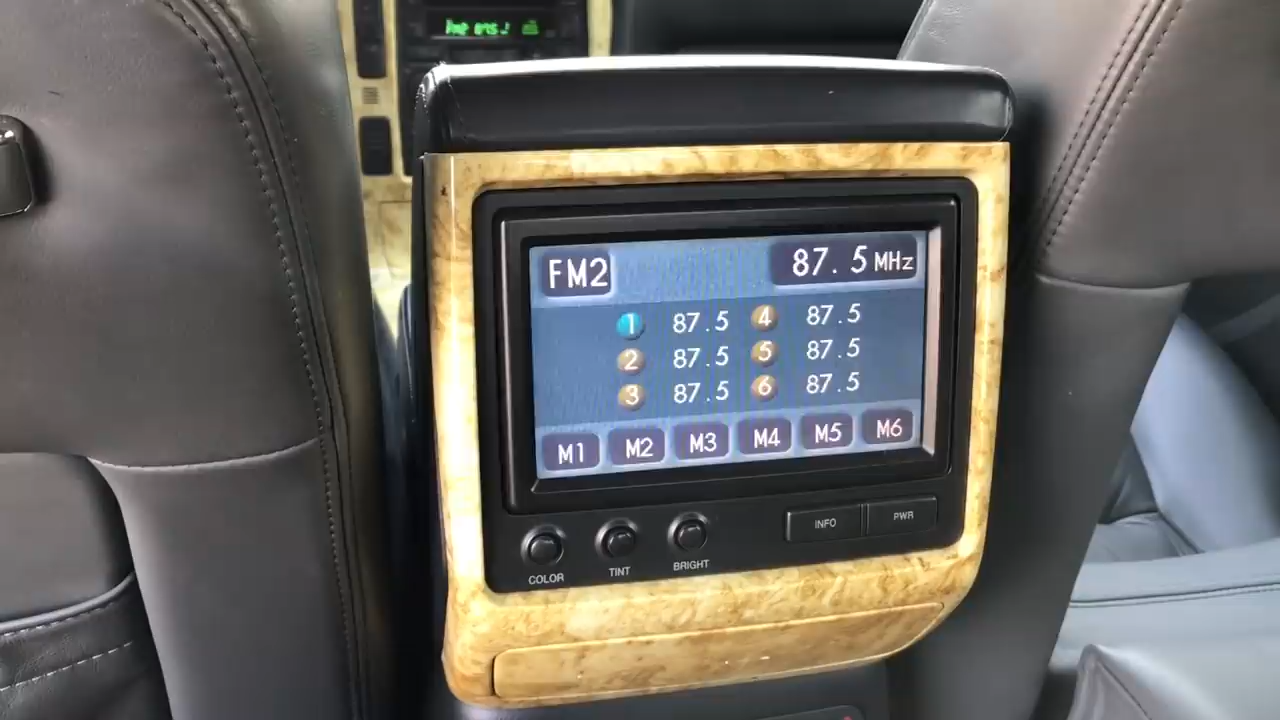 FM2 87.5 MHz
1 87.5 4 87.5
2 87.5 5 87.5
3 87.5 6 87.5
M1 M2 M3 M4 M5 M6
INFO PWR
COLOR TINT BRIGHT